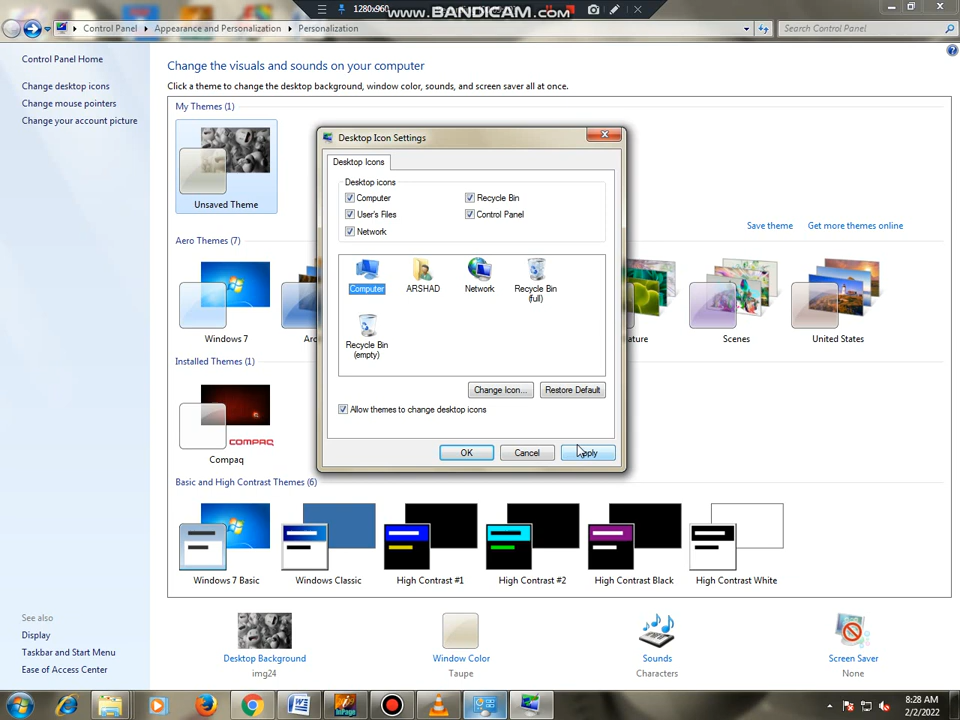 1280x960
www.BANDICAM.com
Control Panel
Appearance and Personalization
Personalization
Search Control Panel
Control Panel Home
Change desktop icons
Change mouse pointers
Change your account picture
Change the visuals and sounds on your computer
Click a theme to change the desktop background, window color, sounds, and screen saver all at once.
My Themes (1)
Unsaved Theme
Save theme
Get more themes online
Aero Themes (7)
Windows 7
Scenes
United States
Installed Themes (1)
COMPAQ
Compaq
Basic and High Contrast Themes (6)
Windows 7 Basic
Windows Classic
High Contrast #1
High Contrast #2
High Contrast Black
High Contrast White
Desktop Icon Settings
Desktop Icons
Desktop icons
Computer
Recycle Bin
User's Files
Control Panel
Network
Computer
ARSHAD
Network
Recycle Bin
(full)
Recycle Bin
(empty)
Change Icon...
Restore Default
Allow themes to change desktop icons
OK
Cancel
See also
Display
Taskbar and Start Menu
Ease of Access Center
Desktop Background
img24
Window Color
Taupe
Sounds
Characters
Screen Saver
None
8:28 AM
2/2/2022